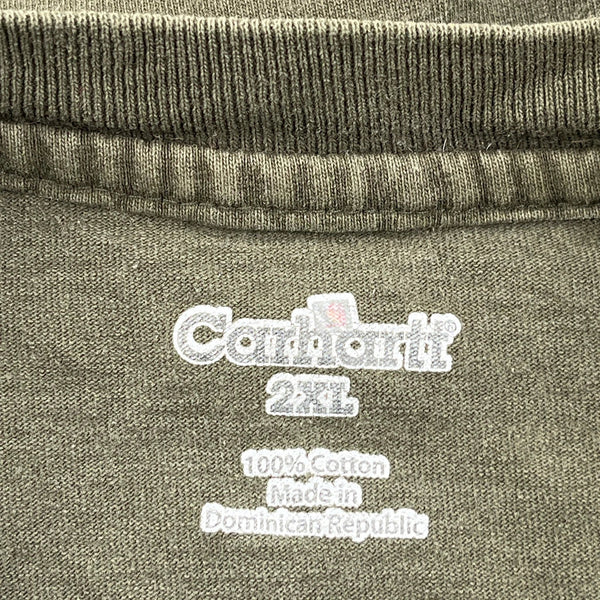 Carhartt®
2XL
100% Cotton
Made in
Dominican Republic